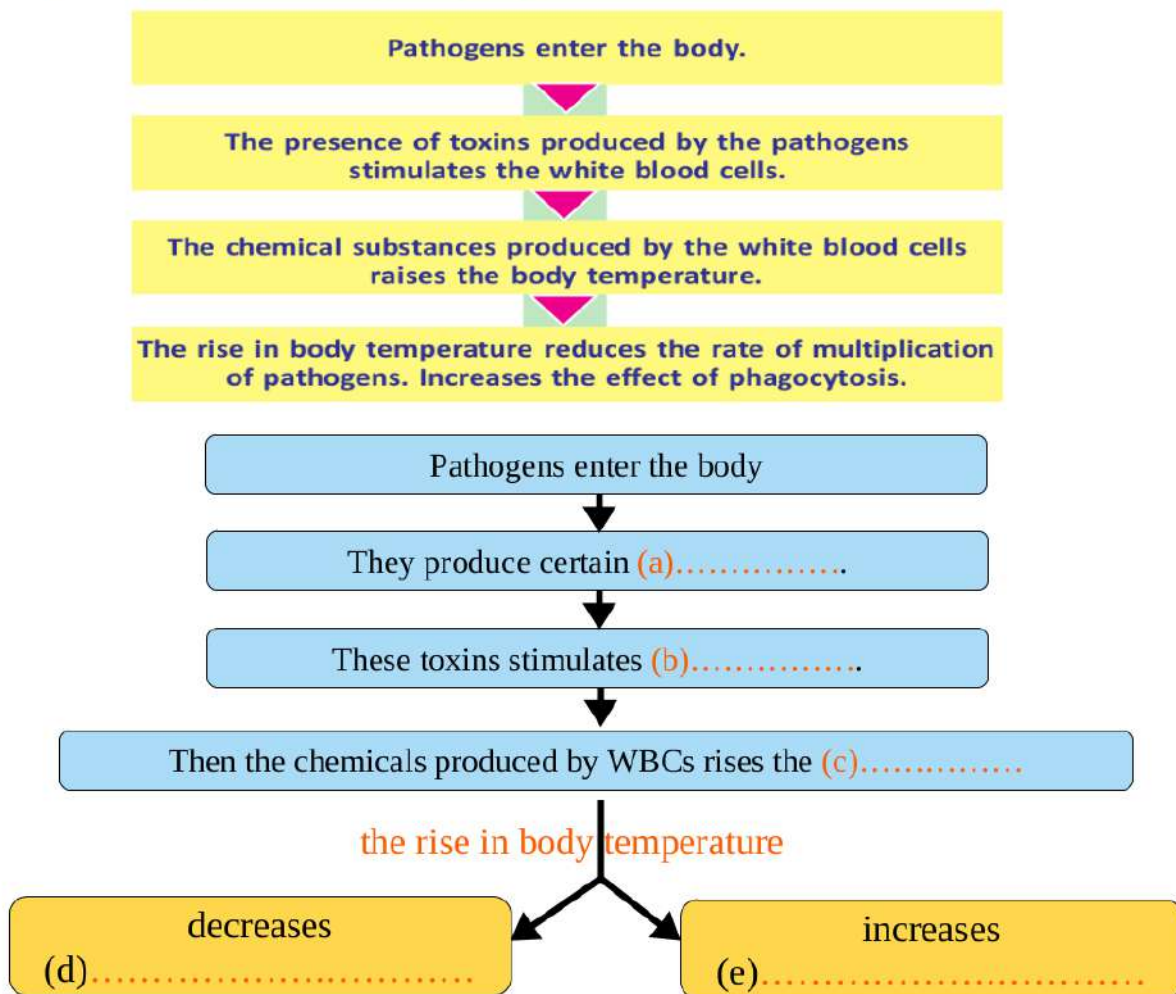 Pathogens enter the body.
The presence of toxins produced by the pathogens
stimulates the white blood cells.
The chemical substances produced by the white blood cells
raises the body temperature.
The rise in body temperature reduces the rate of multiplication
of pathogens. Increases the effect of phagocytosis.
Pathogens enter the body
They produce certain (a)................
These toxins stimulates (b)................
Then the chemicals produced by WBCs rises the (c)................
the rise in body temperature
decreases
(d)..............................
increases
(e)..............................